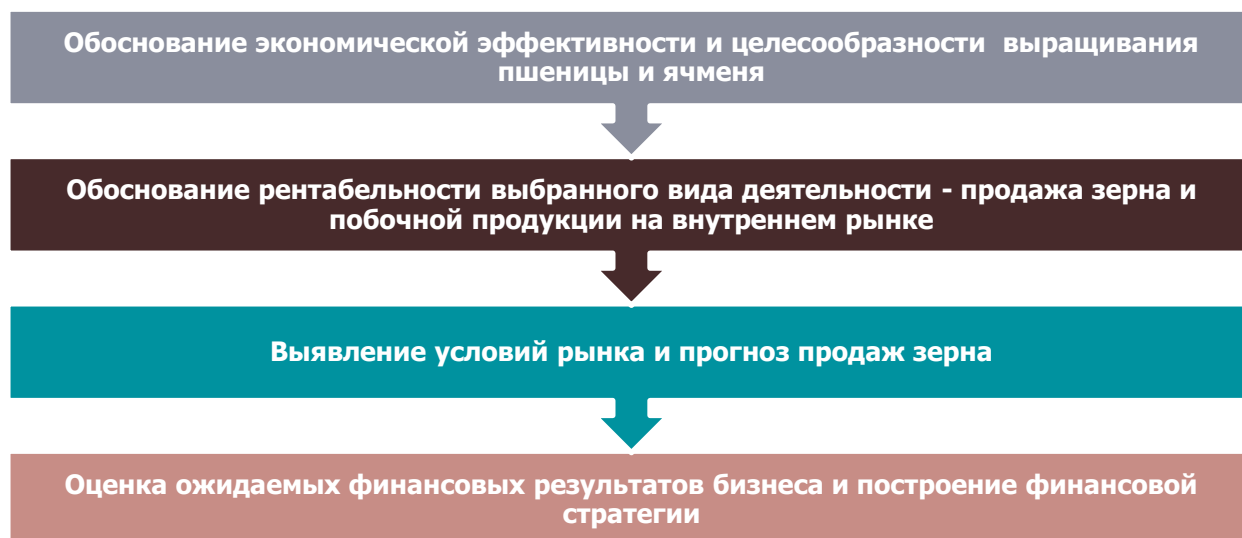 Обоснование экономической эффективности и целесообразности  выращивания
пшеницы и ячменя
Обоснование рентабельности выбранного вида деятельности - продажа зерна и
побочной продукции на внутреннем рынке
Выявление условий рынка и прогноз продаж зерна
Оценка ожидаемых финансовых результатов бизнеса и построение финансовой
стратегии